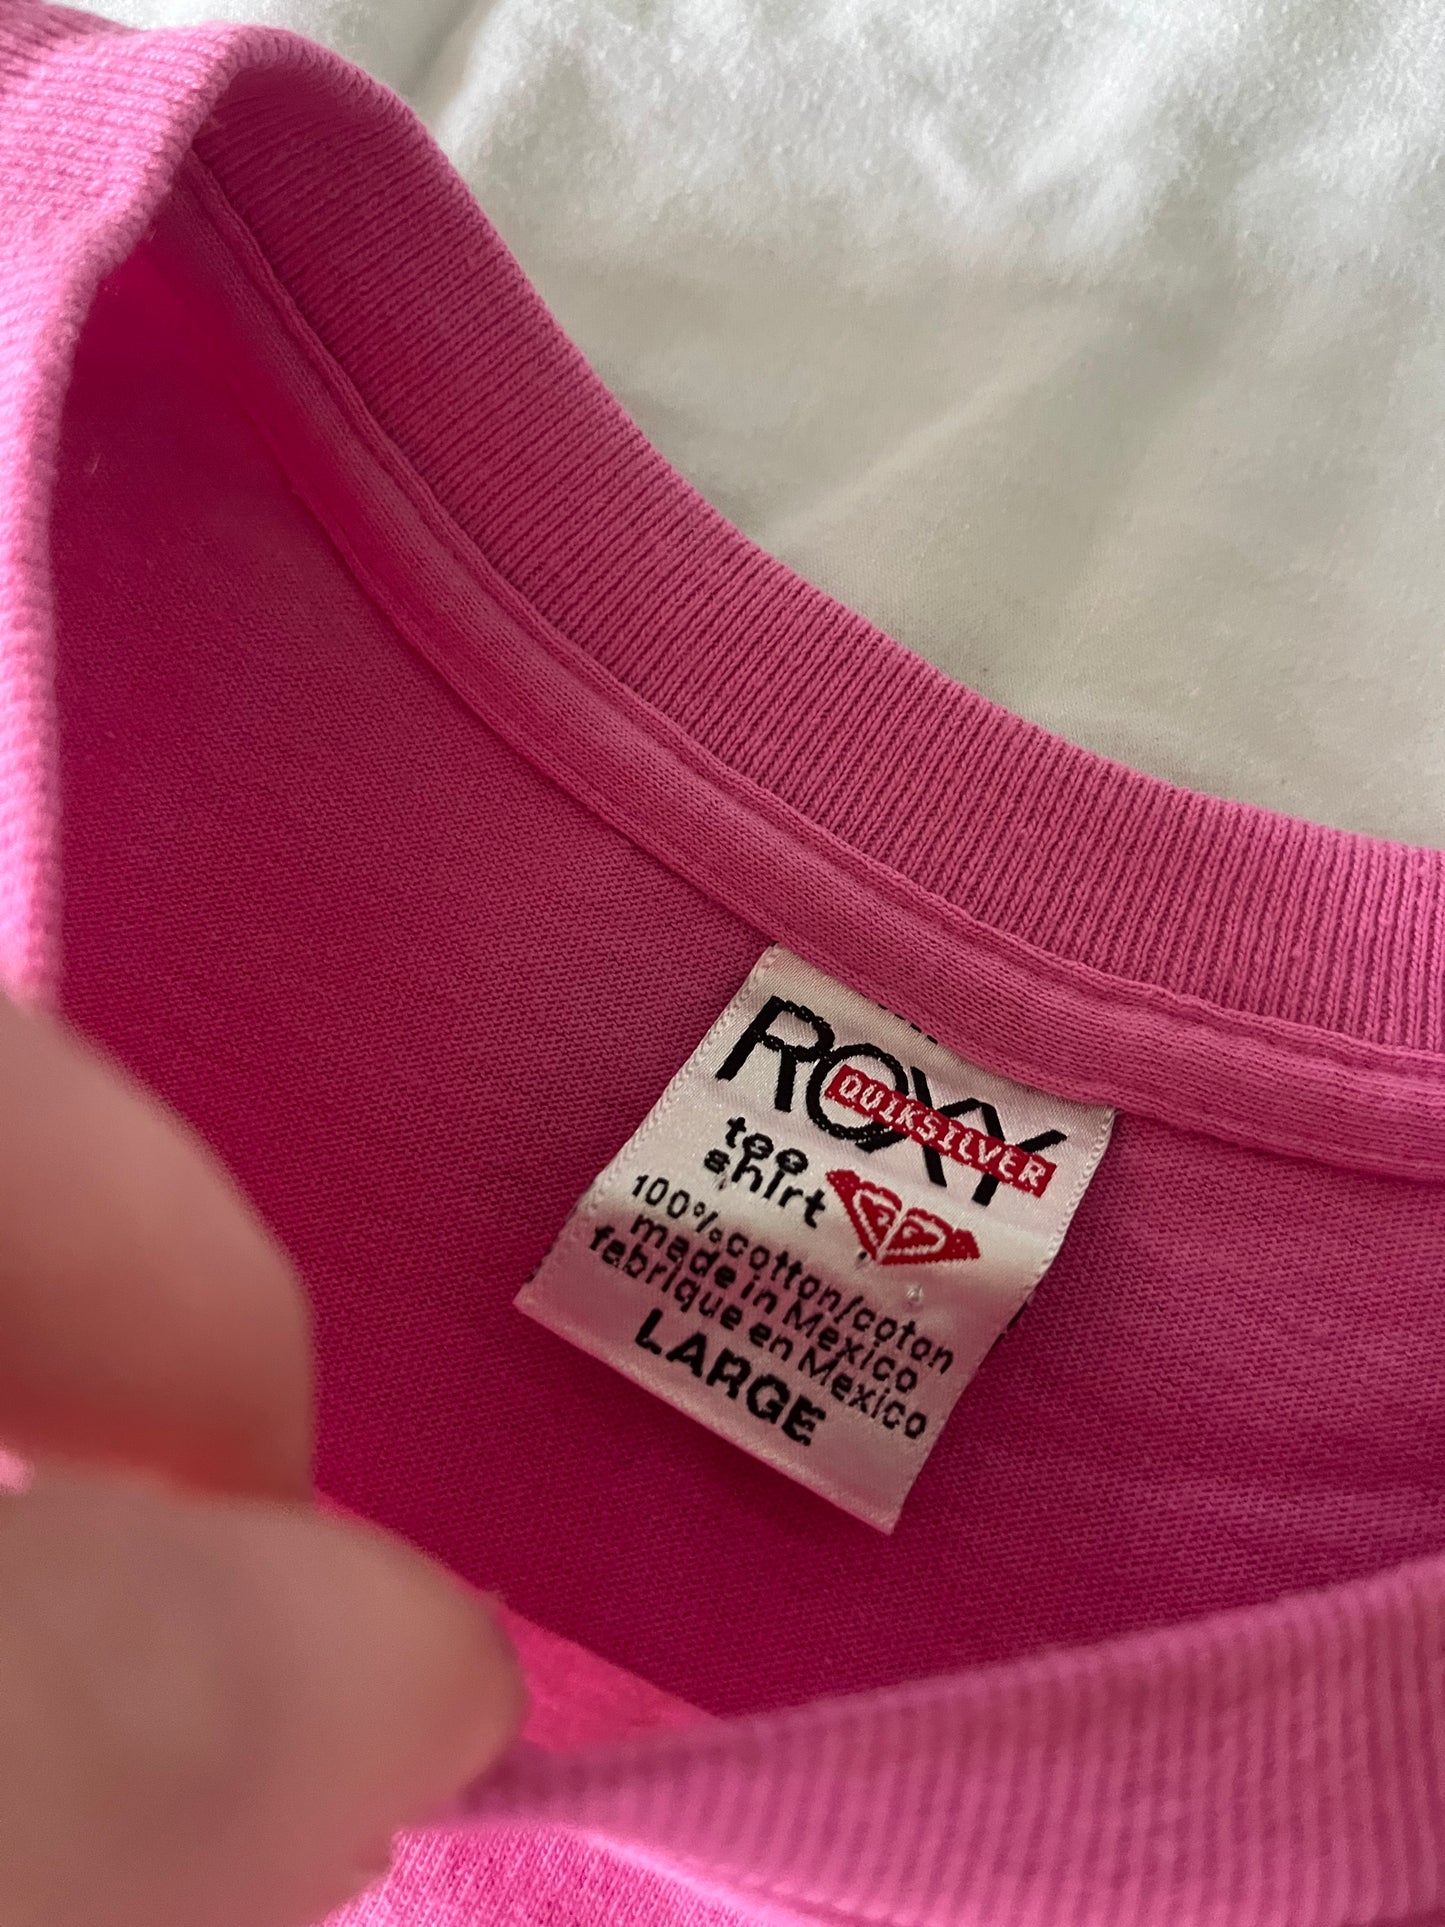 ROXY
QUIKSILVER
tee
shirt
100% cotton/coton
made in Mexico
fabrique en Mexico
LARGE